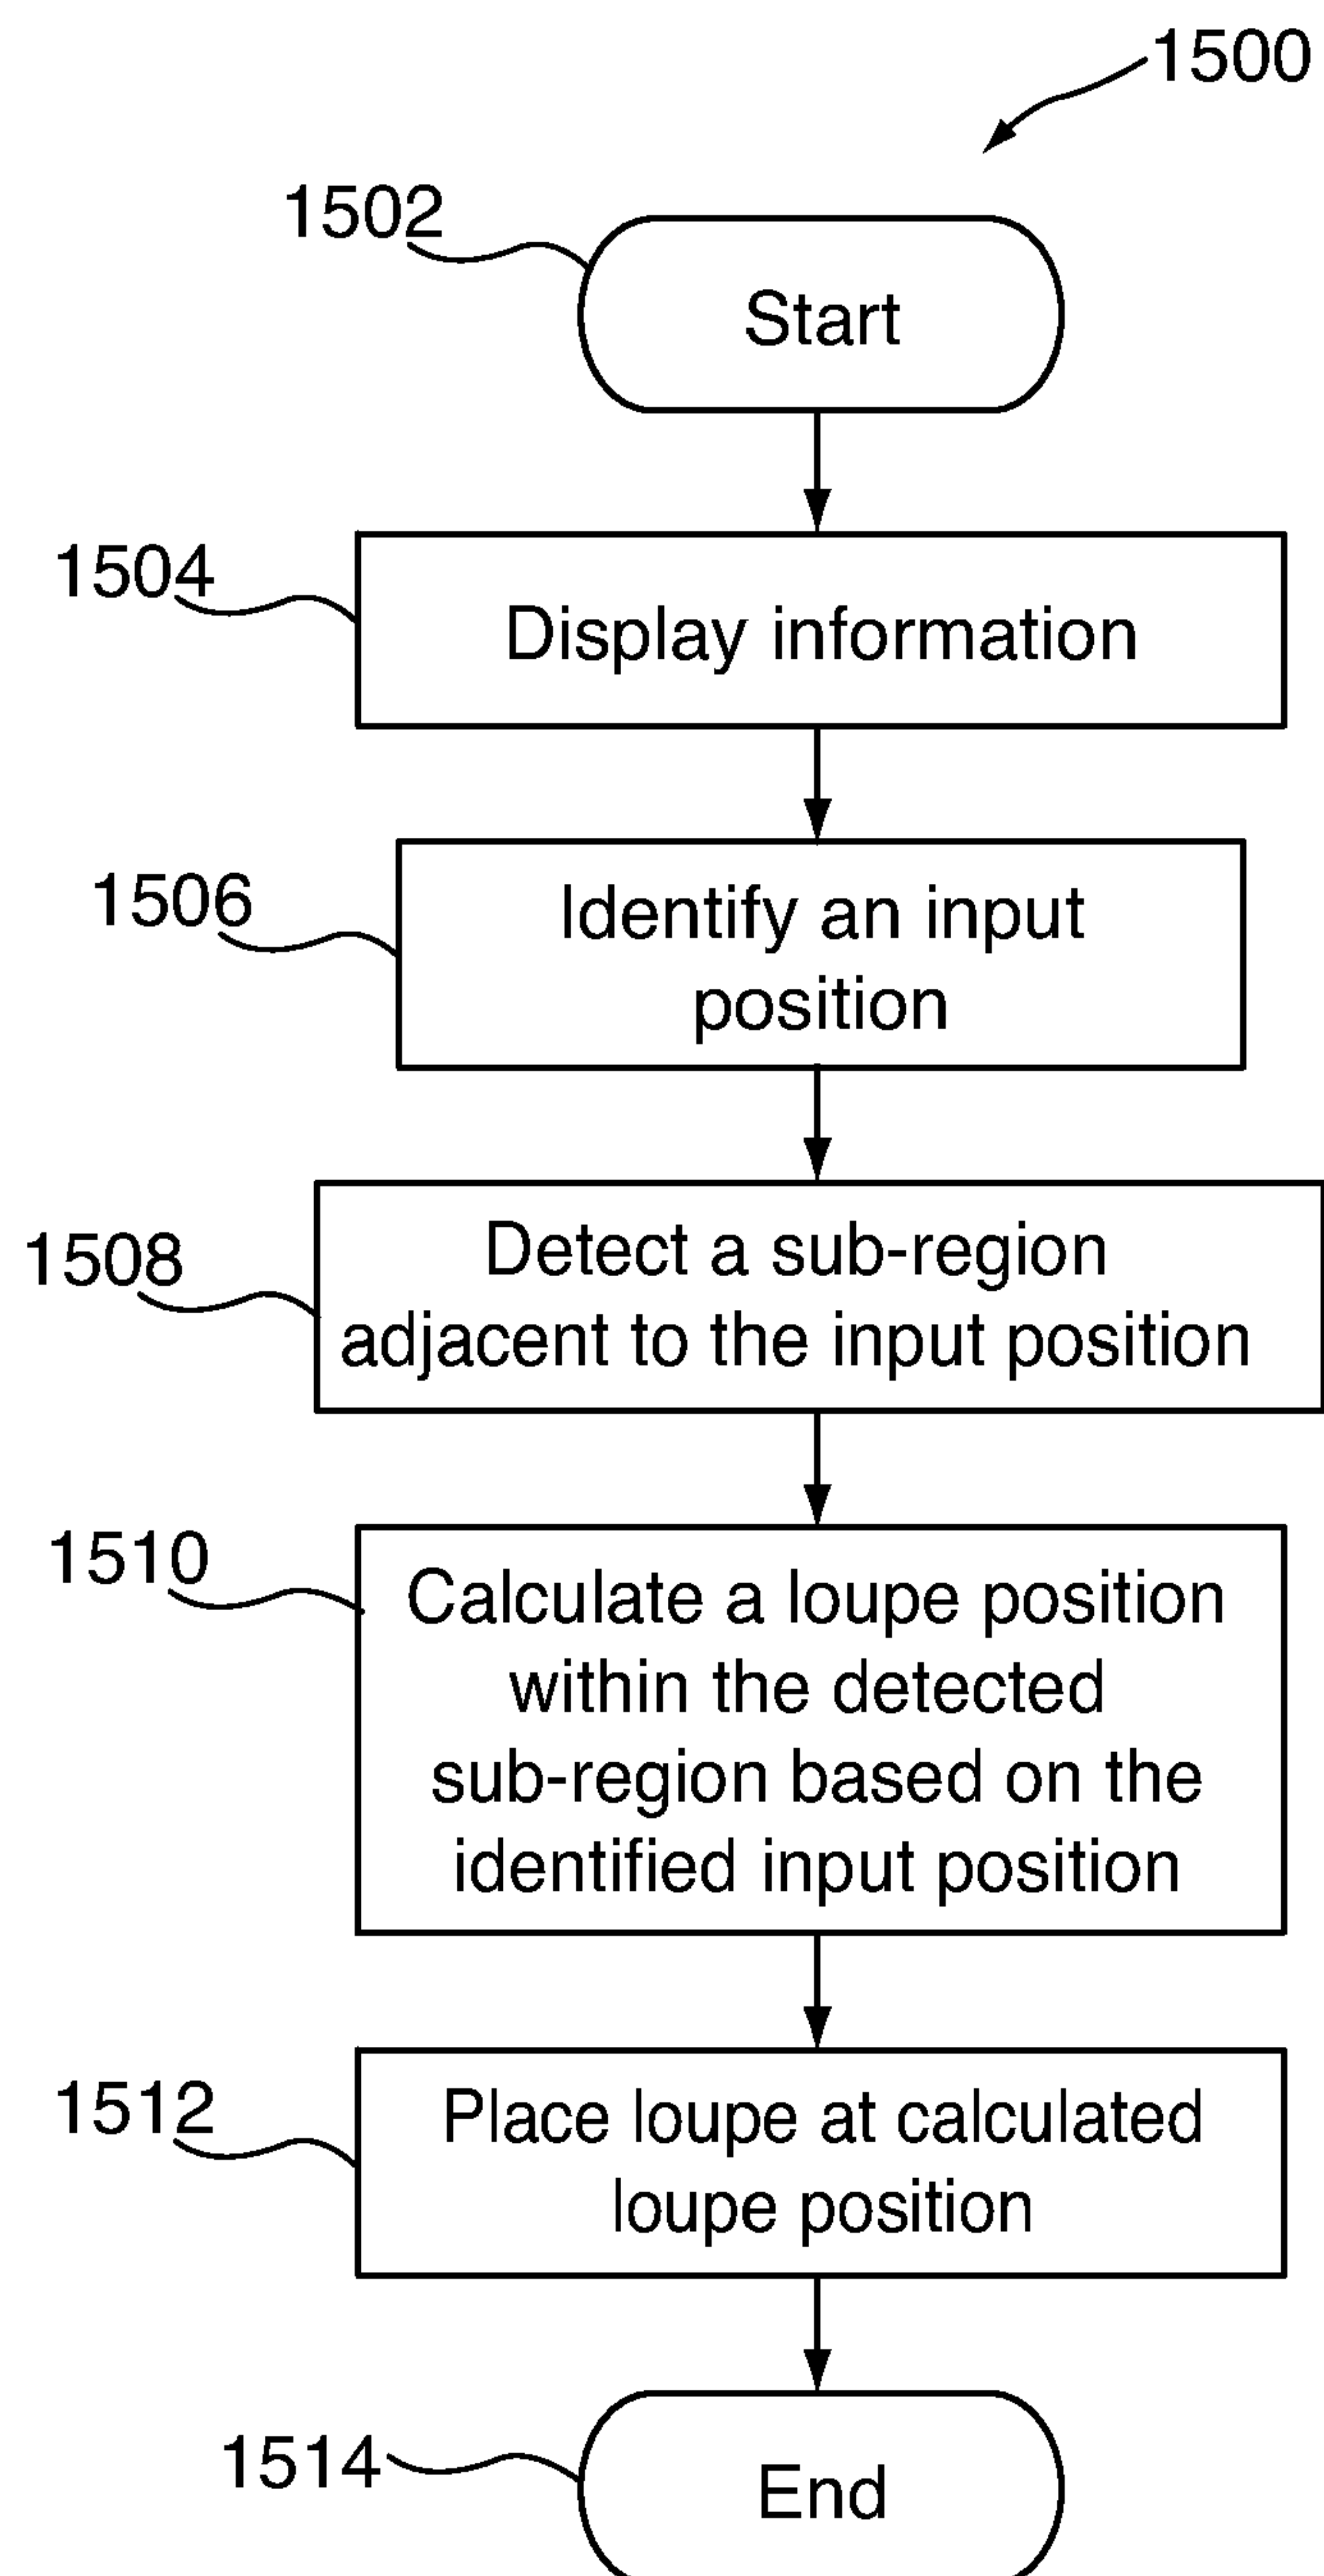 1500
1502
Start
1504
Display information
1506
Identify an input
position
1508
Detect a sub-region
adjacent to the input position
1510
Calculate a loupe position
within the detected
sub-region based on the
identified input position
1512
Place loupe at calculated
loupe position
1514
End